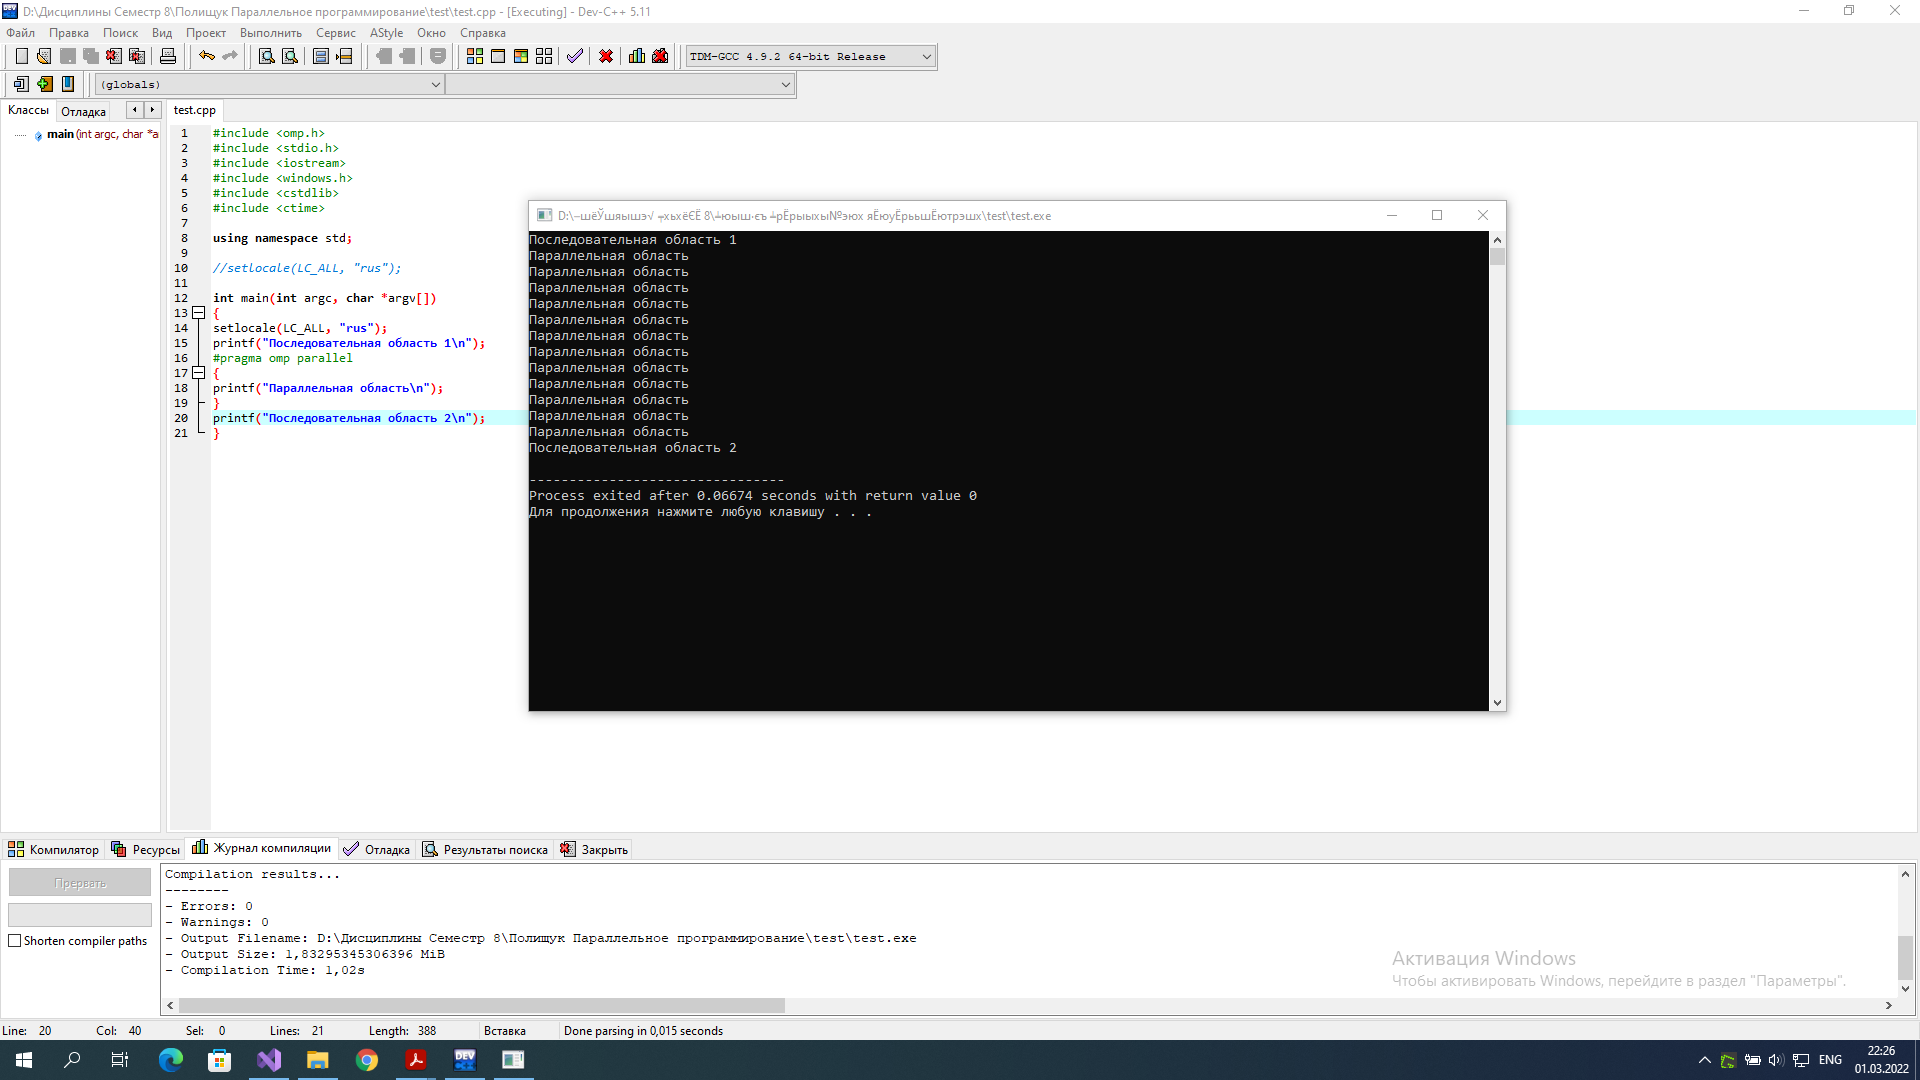 D:\Дисциплины Семестр 8\Полищук Параллельное программирование\test\test.cpp - [Executing] - Dev-C++ 5.11
Файл Правка Поиск Вид Проект Выполнить Сервис AStyle Окно Справка
TDM-GCC 4.9.2 64-bit Release
(globals)
Классы Отладка
test.cpp
main (int argc, char *a
1 #include <omp.h>
2 #include <stdio.h>
3 #include <iostream>
4 #include <windows.h>
5 #include <cstdlib>
6 #include <ctime>
7
8 using namespace std;
9
10 //setlocale(LC_ALL, "rus");
11
12 int main(int argc, char *argv[])
13 {
14 setlocale(LC_ALL, "rus");
15 printf("Последовательная область 1\n");
16 #pragma omp parallel
17 {
18 printf("Параллельная область\n");
19 }
20 printf("Последовательная область 2\n");
21 }
Последовательная область 1
Параллельная область
Параллельная область
Параллельная область
Параллельная область
Параллельная область
Параллельная область
Параллельная область
Параллельная область
Параллельная область
Параллельная область
Параллельная область
Параллельная область
Последовательная область 2
--------------------------------
Process exited after 0.06674 seconds with return value 0
Для продолжения нажмите любую клавишу . . .
Компилятор Ресурсы Журнал компиляции Отладка Результаты поиска Закрыть
Прервать
Shorten compiler paths
Compilation results...
--------
- Errors: 0
- Warnings: 0
- Output Filename: D:\Дисциплины Семестр 8\Полищук Параллельное программирование\test\test.exe
- Output Size: 1,83295345306396 MiB
- Compilation Time: 1,02s
Активация Windows
Чтобы активировать Windows, перейдите в раздел "Параметры".
Line: 20 Col: 40 Sel: 0 Lines: 21 Length: 388 Вставка Done parsing in 0,015 seconds
DEV C++
ENG
22:26
01.03.2022